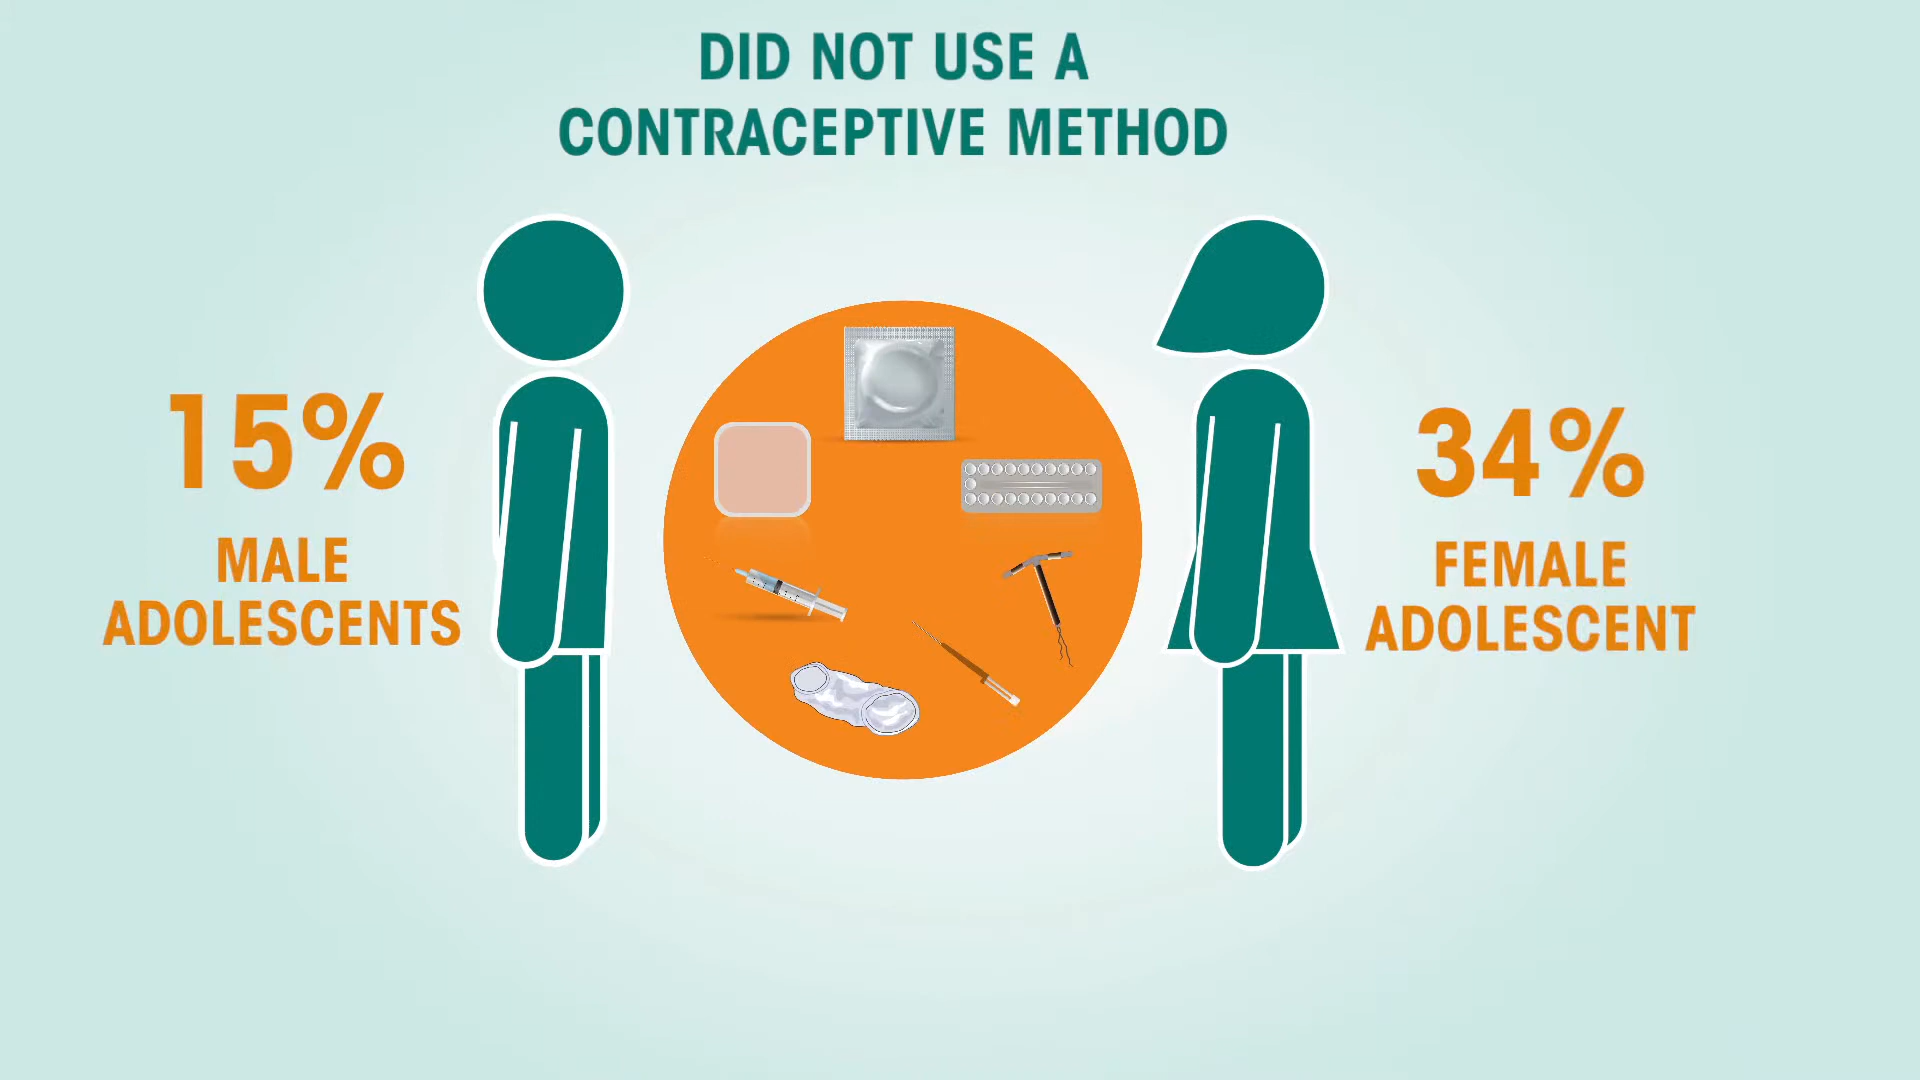 DID NOT USE A
CONTRACEPTIVE METHOD
15%
MALE
ADOLESCENTS
34%
FEMALE
ADOLESCENT